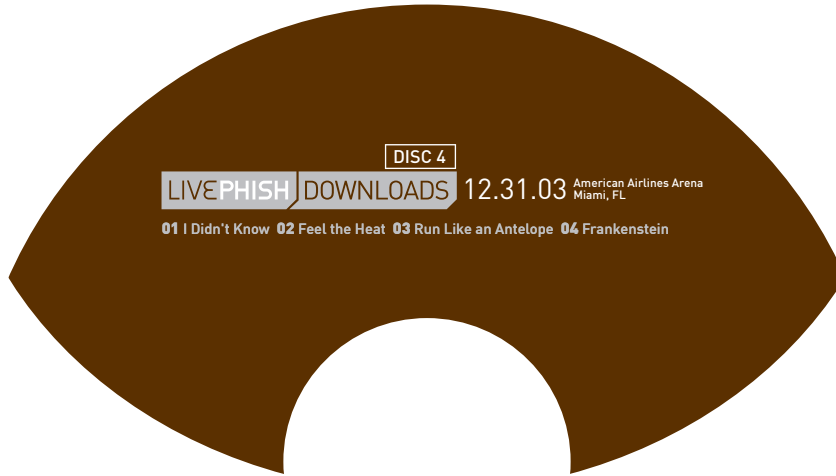 DISC 4
LIVEPHISH DOWNLOADS 12.31.03 American Airlines Arena
Miami, FL
01 I Didn't Know 02 Feel the Heat 03 Run Like an Antelope 04 Frankenstein